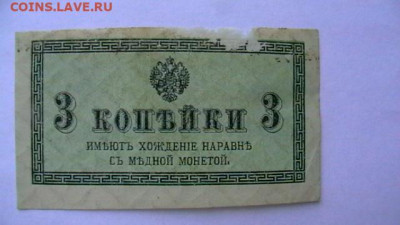 COINS.LAVE.RU
3 КОПѢЙКИ 3
ИМѢЮТЪ ХОЖДЕНІЕ НАРАВНѢ
СЪ МѢДНОЙ МОНЕТОЙ.